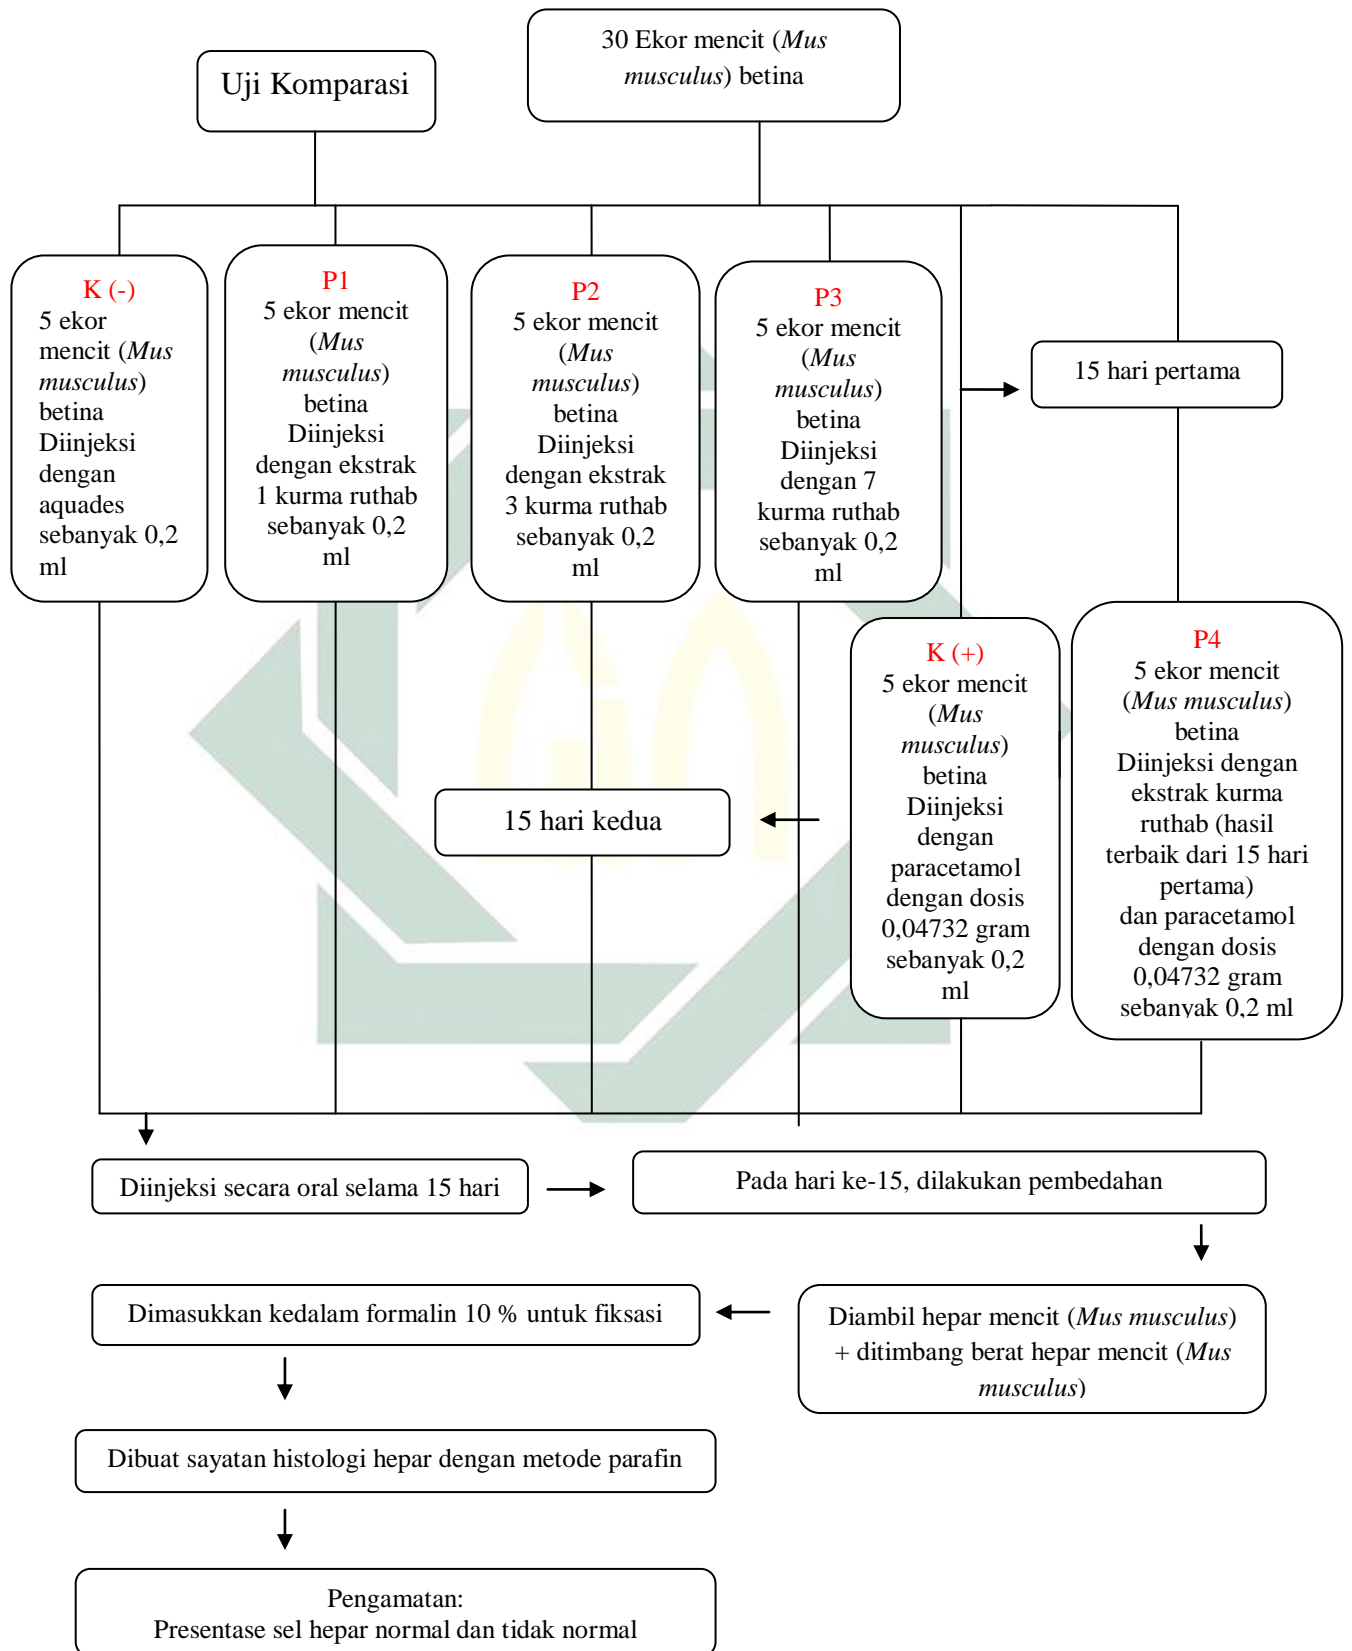 Uji Komparasi
30 Ekor mencit (Mus
musculus) betina
K (-)
5 ekor
mencit (Mus
musculus)
betina
Diinjeksi
dengan
aquades
sebanyak 0,2
ml
P1
5 ekor mencit
(Mus
musculus)
betina
Diinjeksi
dengan ekstrak
1 kurma ruthab
sebanyak 0,2
ml
P2
5 ekor mencit
(Mus
musculus)
betina
Diinjeksi
dengan ekstrak
3 kurma ruthab
sebanyak 0,2
ml
P3
5 ekor mencit
(Mus
musculus)
betina
Diinjeksi
dengan 7
kurma ruthab
sebanyak 0,2
ml
15 hari pertama
K (+)
5 ekor mencit
(Mus
musculus)
betina
Diinjeksi
dengan
paracetamol
dengan dosis
0,04732 gram
sebanyak 0,2
ml
P4
5 ekor mencit
(Mus musculus)
betina
Diinjeksi dengan
ekstrak kurma
ruthab (hasil
terbaik dari 15 hari
pertama)
dan paracetamol
dengan dosis
0,04732 gram
sebanyak 0,2 ml
15 hari kedua
Diinjeksi secara oral selama 15 hari
Pada hari ke-15, dilakukan pembedahan
Diambil hepar mencit (Mus musculus)
+ ditimbang berat hepar mencit (Mus
musculus)
Dimasukkan kedalam formalin 10 % untuk fiksasi
Dibuat sayatan histologi hepar dengan metode parafin
Pengamatan:
Presentase sel hepar normal dan tidak normal